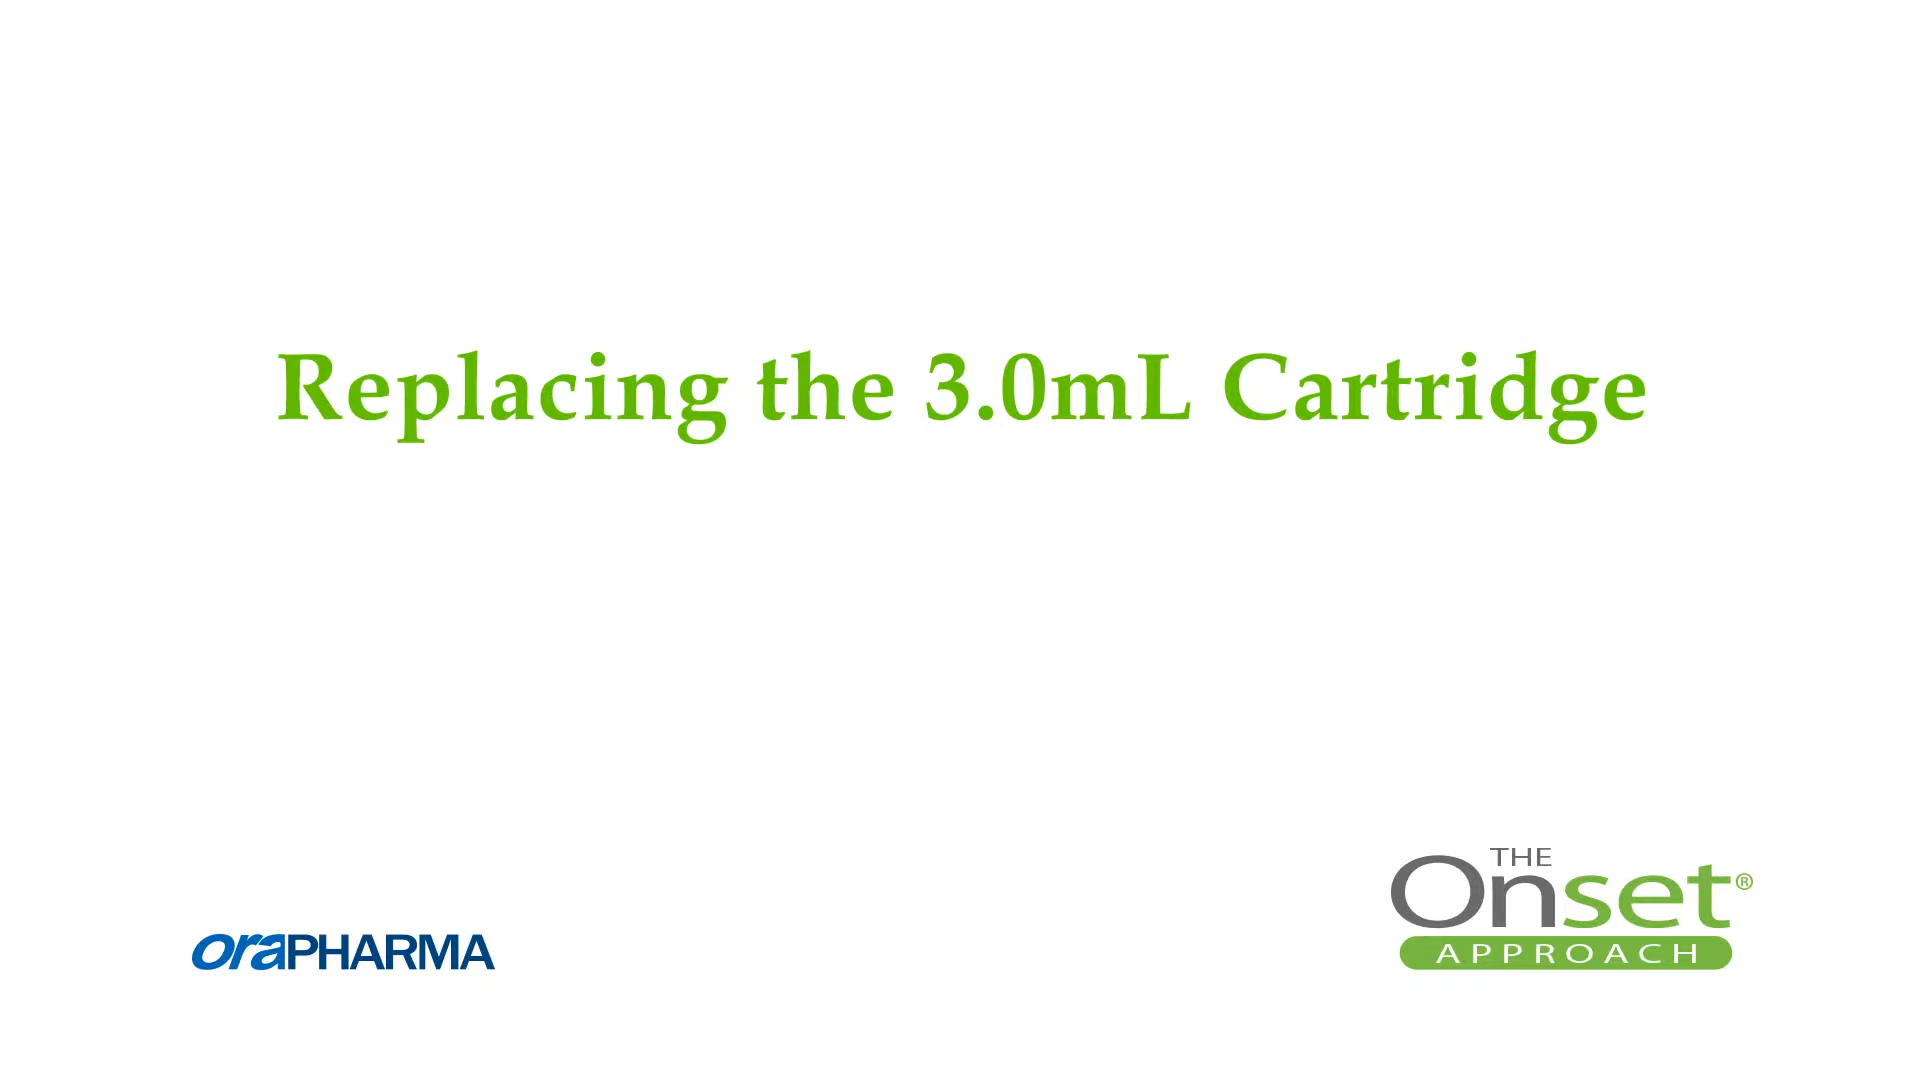 Replacing the 3.0mL Cartridge
oraPHARMA
THE
Onset®
APPROACH